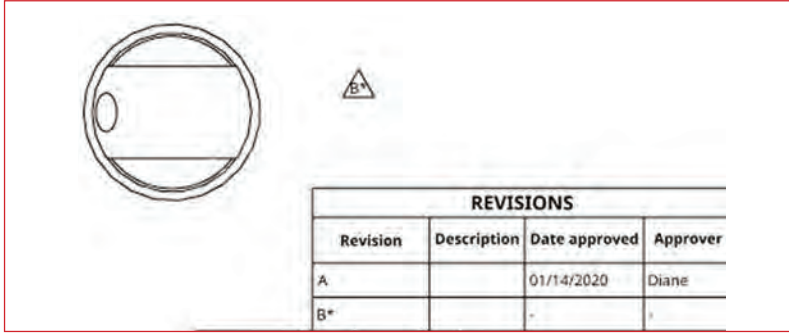 B*
REVISIONS
Revision Description Date approved Approver
A 01/14/2020 Diane
B* - -